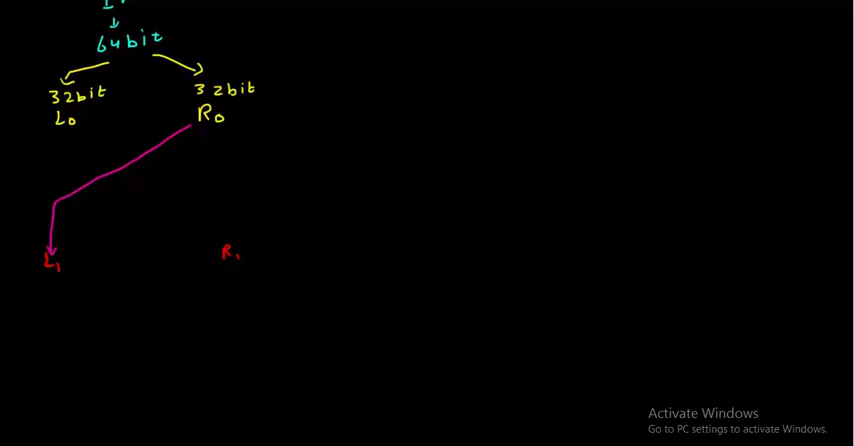 64bit
32bit 32bit
L0 R0
L1 R1
Activate Windows
Go to PC settings to activate Windows.